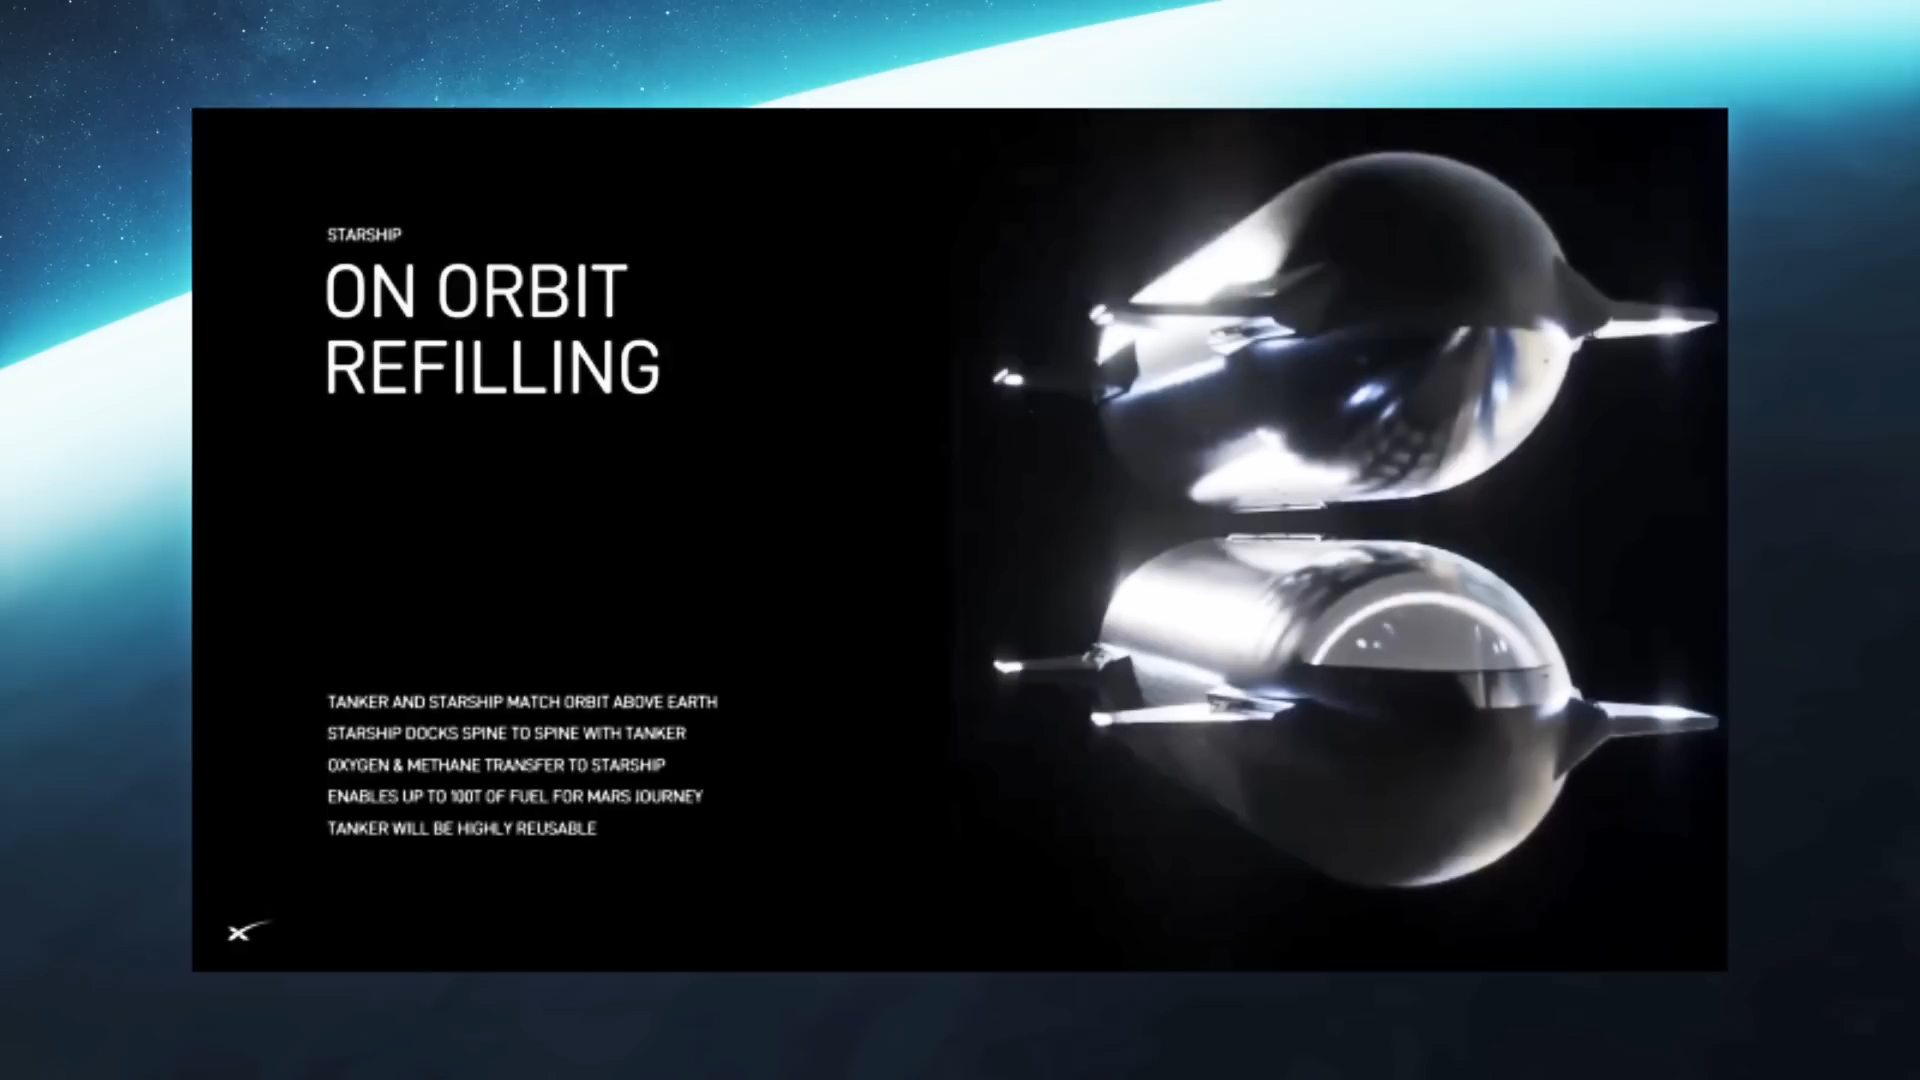 STARSHIP
ON ORBIT
REFILLING
TANKER AND STARSHIP MATCH ORBIT ABOVE EARTH
STARSHIP DOCKS SPINE TO SPINE WITH TANKER
OXYGEN & METHANE TRANSFER TO STARSHIP
ENABLES UP TO 100T OF FUEL FOR MARS JOURNEY
TANKER WILL BE HIGHLY REUSABLE